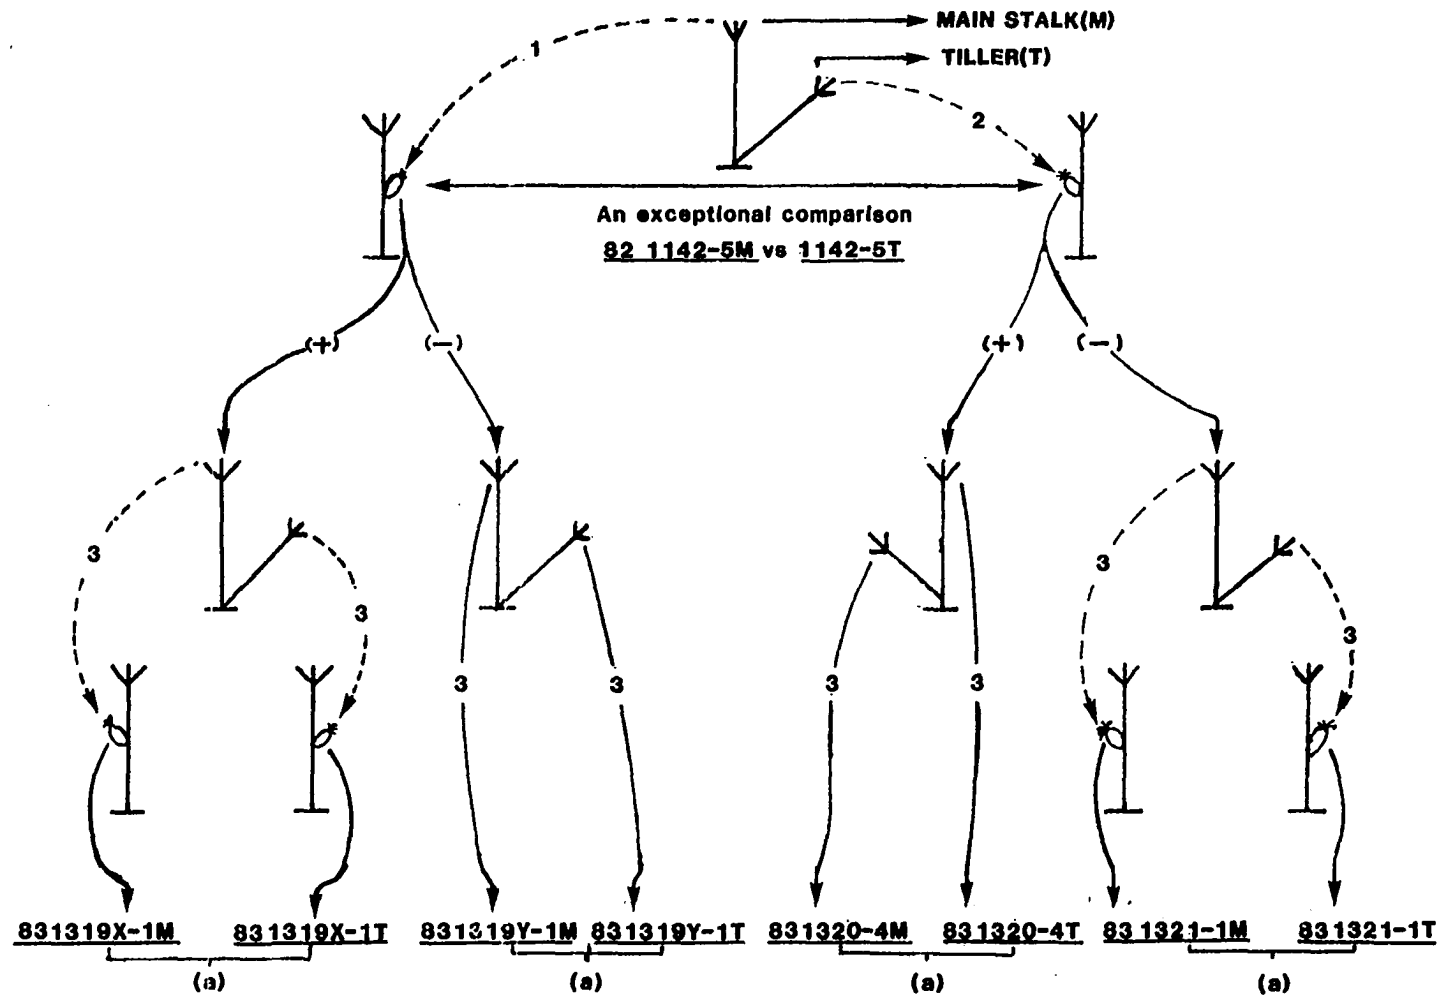 MAIN STALK(M)
1
TILLER(T)
2
An exceptional comparison
82 1142-5M vs 1142-5T
(+) (—) (+) (—)
3 3 3 3
3 3 3 3
831319X-1M 831319X-1T 831319Y-1M 831319Y-1T 831320-4M 831320-4T 831321-1M 831321-1T
(a) (a) (a) (a)